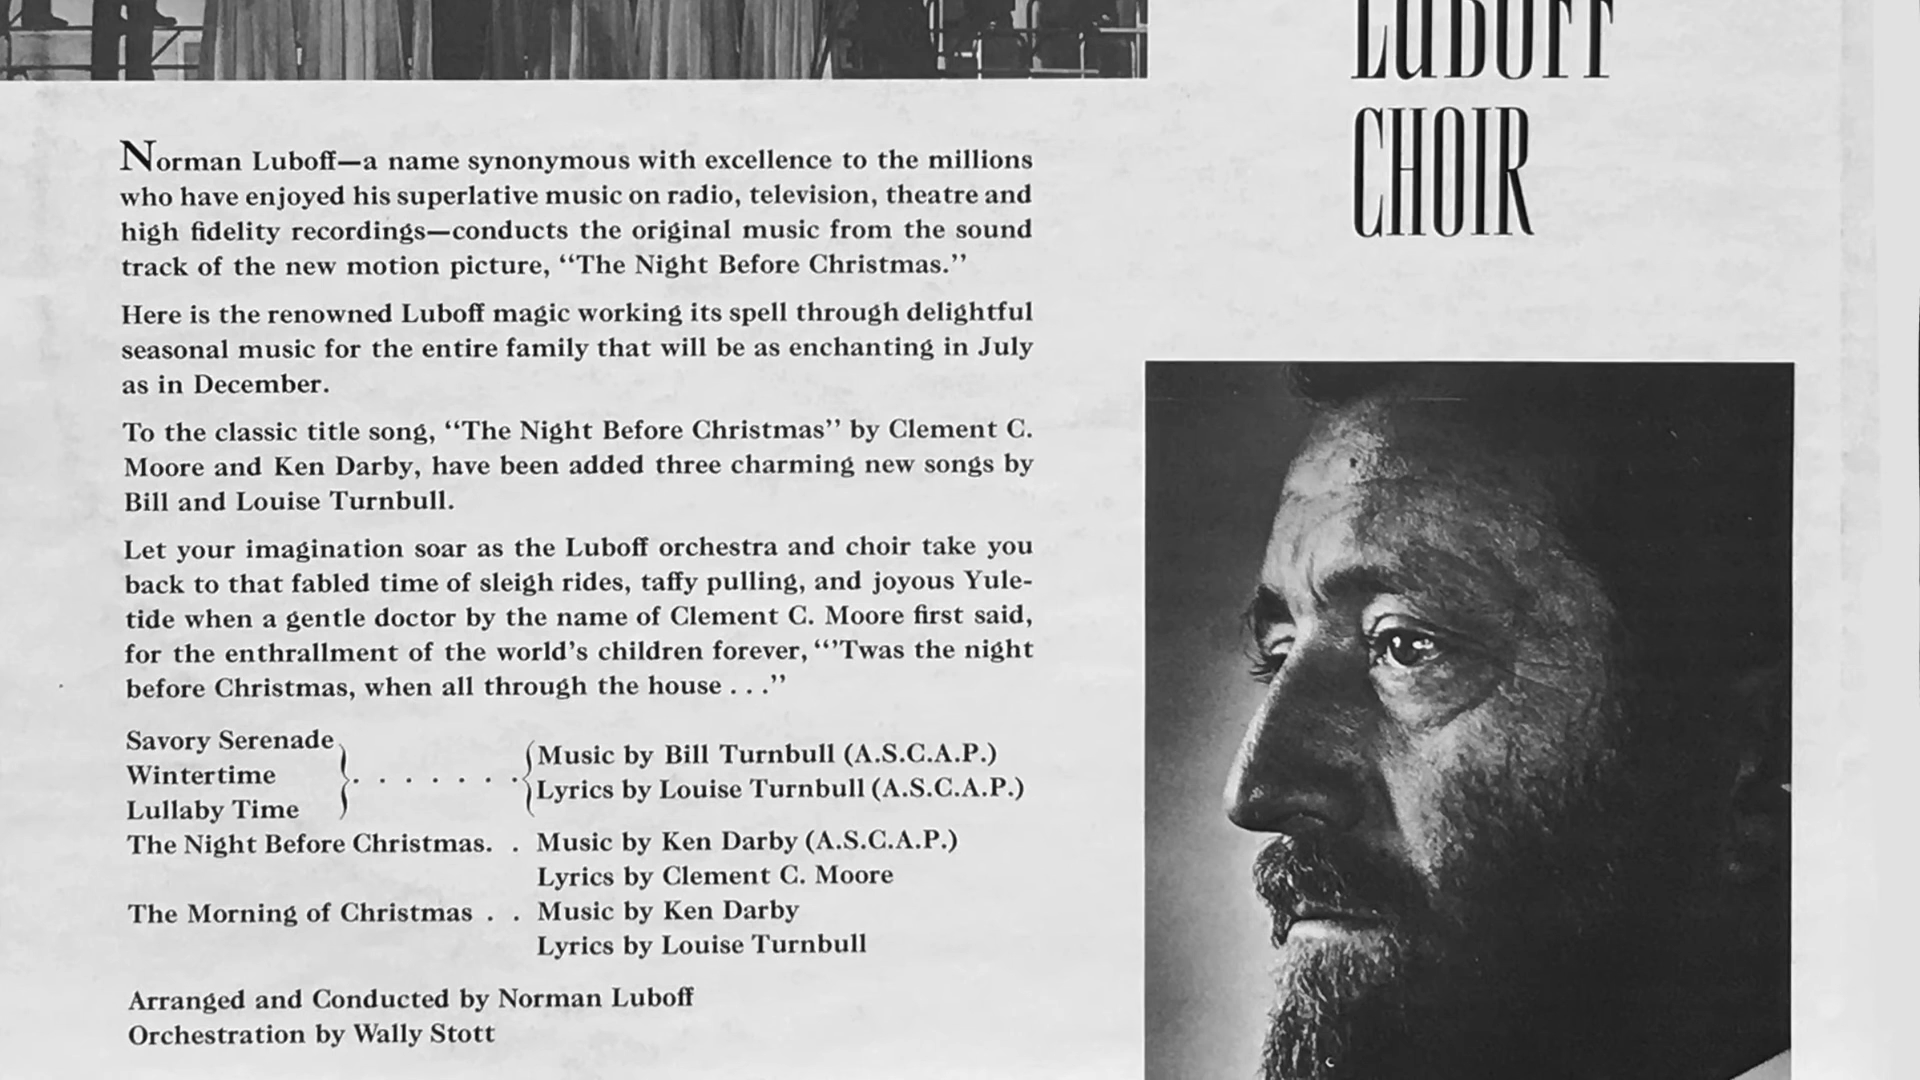 LUBOFF
CHOIR
Norman Luboff—a name synonymous with excellence to the millions
who have enjoyed his superlative music on radio, television, theatre and
high fidelity recordings—conducts the original music from the sound
track of the new motion picture, “The Night Before Christmas.”
Here is the renowned Luboff magic working its spell through delightful
seasonal music for the entire family that will be as enchanting in July
as in December.
To the classic title song, “The Night Before Christmas” by Clement C.
Moore and Ken Darby, have been added three charming new songs by
Bill and Louise Turnbull.
Let your imagination soar as the Luboff orchestra and choir take you
back to that fabled time of sleigh rides, taffy pulling, and joyous Yule-
tide when a gentle doctor by the name of Clement C. Moore first said,
for the enthrallment of the world’s children forever, “’Twas the night
before Christmas, when all through the house . . .”
Savory Serenade
Wintertime
Lullaby Time
. . . . . . .
Music by Bill Turnbull (A.S.C.A.P.)
Lyrics by Louise Turnbull (A.S.C.A.P.)
The Night Before Christmas. . Music by Ken Darby (A.S.C.A.P.)
Lyrics by Clement C. Moore
The Morning of Christmas . . Music by Ken Darby
Lyrics by Louise Turnbull
Arranged and Conducted by Norman Luboff
Orchestration by Wally Stott